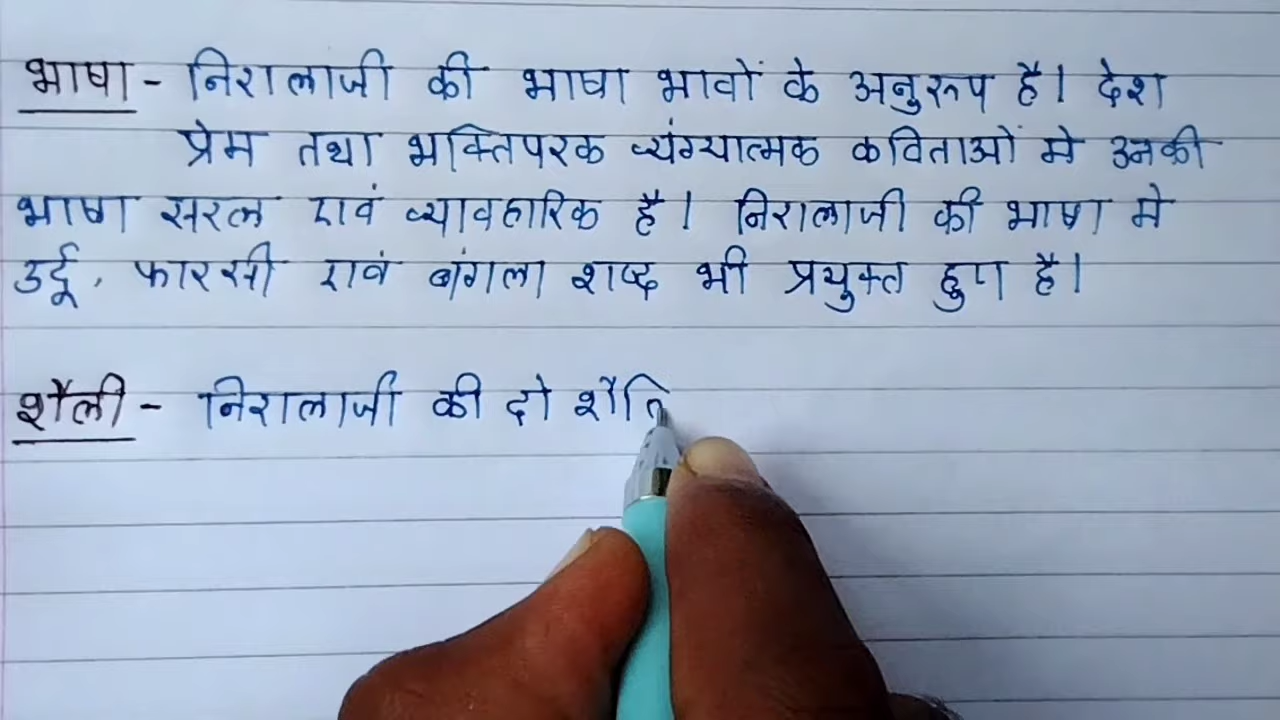 भाषा - निरालाजी की भाषा भावों के अनुरुप है। देश
प्रेम तथा भक्तिपरक व्यंग्यात्मक कविताओं मे उनकी
भाषा सरल एवं व्यावहारिक है। निरालाजी की भाषा मे
उर्दू, फारसी एवं बांगला शब्द भी प्रयुक्त हुए है।
शैली - निरालाजी की दो